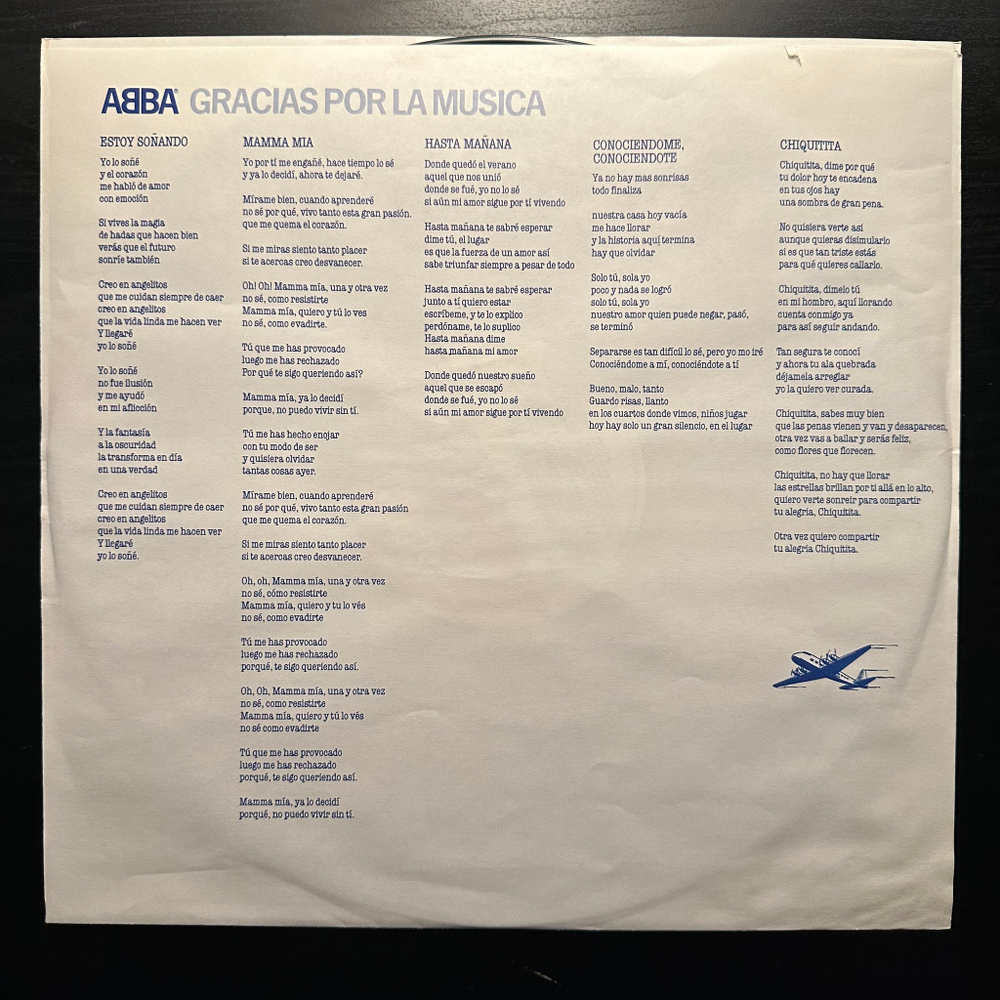 ABBA GRACIAS POR LA MUSICA
ESTOY SOÑANDO
Yo lo soñé
y el corazón
me habló de amor
con emoción
Si vives la magia
de hadas que hacen bien
verás que el futuro
sonríe también
Creo en angelitos
que me cuidan siempre de caer
creo en angelitos
que la vida linda me hacen ver
Y llegaré
yo lo soñé
Yo lo soñé
no fue ilusión
y me ayudó
en mi aflicción
Y la fantasía
a la oscuridad
la transforma en día
en una verdad
Creo en angelitos
que me cuidan siempre de caer
creo en angelitos
que la vida linda me hacen ver
Y llegaré
yo lo soñé.
MAMMA MIA
Yo por tí me engañé, hace tiempo lo sé
y ya lo decidí, ahora te dejaré.
Mírame bien, cuando aprenderé
no sé por qué, vivo tanto esta gran pasión.
que me quema el corazón.
Si me miras siento tanto placer
si te acercas creo desvanecer.
Oh! Oh! Mamma mía, una y otra vez
no sé, como resistirte
Mamma mía, quiero y tú lo ves
no sé, como evadirte.
Tú que me has provocado
luego me has rechazado
Por qué te sigo queriendo así?
Mamma mía, ya lo decidí
porque, no puedo vivir sin tí.
Tú me has hecho enojar
con tu modo de ser
y quisiera olvidar
tantas cosas ayer.
Mírame bien, cuando aprenderé
no sé por qué, vivo tanto esta gran pasión
que me quema el corazón.
Si me miras siento tanto placer
si te acercas creo desvanecer.
Oh, oh, Mamma mía, una y otra vez
no sé, cómo resistirte
Mamma mía, quiero y tu lo vés
no sé, como evadirte
Tú me has provocado
luego me has rechazado
porqué, te sigo queriendo así.
Oh, Oh, Mamma mía, una y otra vez
no sé, como resistirte
Mamma mía, quiero y tú lo vés
no sé como evadirte
Tú que me has provocado
luego me has rechazado
porqué, te sigo queriendo así.
Mamma mía, ya lo decidí
porqué, no puedo vivir sin tí.
HASTA MAÑANA
Donde quedó el verano
aquel que nos unió
donde se fué, yo no lo sé
si aún mi amor sigue por tí viviendo
Hasta mañana te sabré esperar
dime tú, el lugar
es que la fuerza de un amor así
sabe triunfar siempre a pesar de todo
Hasta mañana te sabré esperar
junto a tí quiero estar
escríbeme, y te lo explico
perdóname, te lo suplico
Hasta mañana dime
hasta mañana mi amor
Donde quedó nuestro sueño
aquel que se escapó
donde se fué, yo no lo sé
si aún mi amor sigue por tí viviendo
CONOCIENDOME,
CONOCIENDOTE
Ya no hay mas sonrisas
todo finaliza
nuestra casa hoy vacía
me hace llorar
y la historia aquí termina
hay que olvidar
Solo tú, sola yo
poco y nada se logró
solo tú, sola yo
nuestro amor quien puede negar, pasó,
se terminó
Separarse es tan difícil lo sé, pero yo mo iré
Conociéndome a mí, conociéndote a tí
Bueno, malo, tanto
Guardo risas, llanto
en los cuartos donde vimos, niños jugar
hoy hay solo un gran silencio, en el lugar
CHIQUITITA
Chiquitita, dime por qué
tu dolor hoy te encadena
en tus ojos hay
una sombra de gran pena.
No quisiera verte así
aunque quieras disimularlo
si es que tan triste estás
para qué quieres callarlo.
Chiquitita, dímelo tú
en mi hombro, aquí llorando
cuenta conmigo ya
para así seguir andando.
Tan segura te conocí
y ahora tu ala quebrada
déjamela arreglar
yo la quiero ver curada.
Chiquitita, sabes muy bien
que las penas vienen y van y desaparecen,
otra vez vas a bailar y serás feliz,
como flores que florecen.
Chiquitita, no hay que llorar
las estrellas brillan por ti allá en lo alto,
quiero verte sonreir para compartir
tu alegría, Chiquitita.
Otra vez quiero compartir
tu alegría Chiquitita.